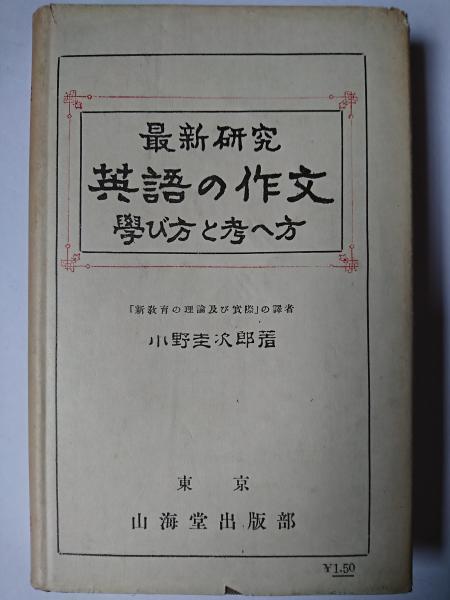 最新研究
英語の作文
學び方と考へ方
「新敎育の理論及び實際」の譯者
小野圭次郎著
東京
山海堂出版部
¥1.50